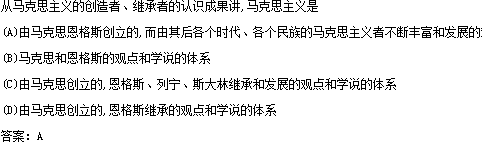 从马克思主义的创造者、继承者的认识成果讲,马克思主义是
(A)由马克思恩格斯创立的,而由其后各个时代、各个民族的马克思主义者不断丰富和发展的
(B)马克思和恩格斯的观点和学说的体系
(C)由马克思创立的,恩格斯、列宁、斯大林继承和发展的观点和学说的体系
(D)由马克思创立的,恩格斯继承的观点和学说的体系
答案: A